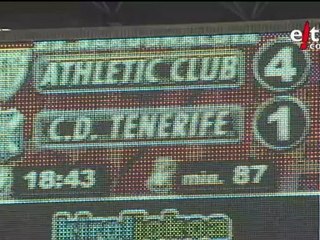 ATHLETIC CLUB 4
C.D. TENERIFE 1
18:43 min. 87